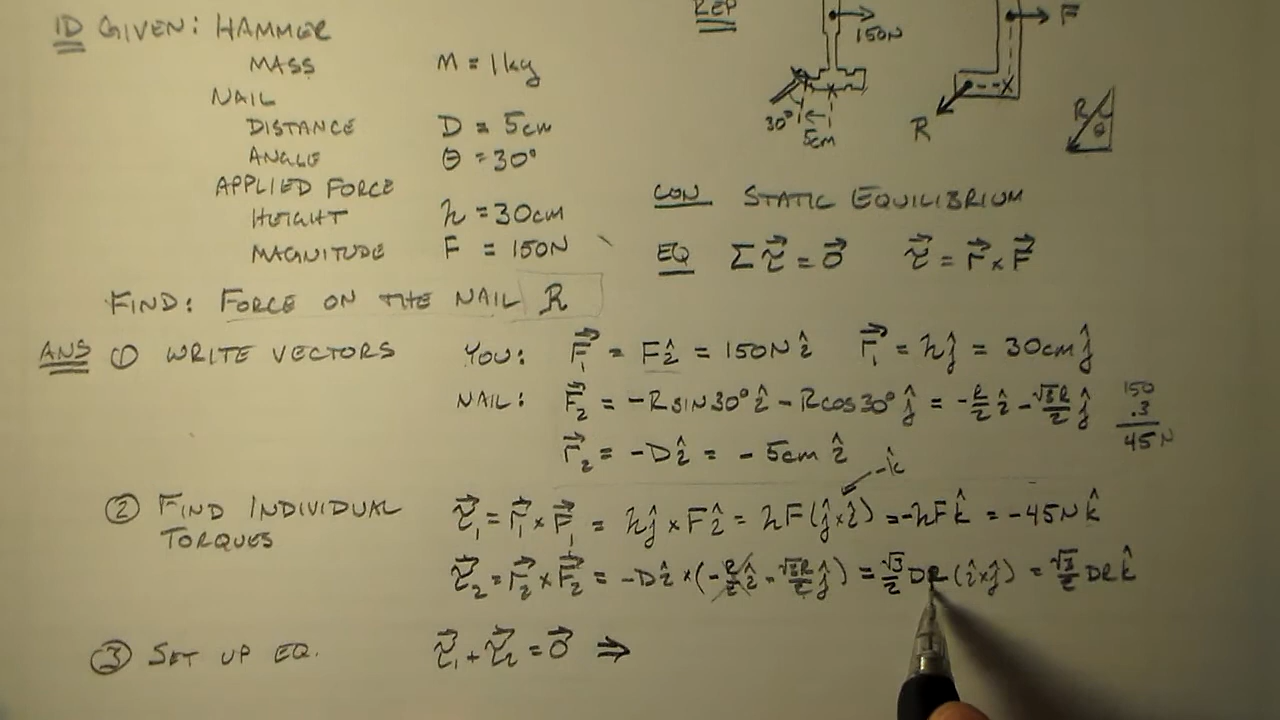 ID GIVEN: HAMMER
MASS M = 1kg
NAIL
DISTANCE D = 5cm
ANGLE θ = 30°
APPLIED FORCE
HEIGHT h = 30cm
MAGNITUDE F = 150N
FIND: FORCE ON THE NAIL R
REP
150N
30°
5cm
F
R
R
θ
CON STATIC EQUILIBRIUM
EQ Σ τ⃗ = 0⃗ τ⃗ = r⃗ × F⃗
ANS ① WRITE VECTORS YOU: F⃗₁ = F î = 150N î r⃗₁ = h ĵ = 30cm ĵ
NAIL: F⃗₂ = -R SIN 30° î - R COS 30° ĵ = -R/2 î - √3R/2 ĵ
150
.3
45N
r⃗₂ = -D î = - 5cm î
-k̂
② FIND INDIVIDUAL TORQUES τ⃗₁ = r⃗₁ × F⃗₁ = h ĵ × F î = hF (ĵ × î) = -hF k̂ = -45N k̂
τ⃗₂ = r⃗₂ × F⃗₂ = -D î × (-R/2 î - √3R/2 ĵ) = √3/2 DR (î × ĵ) = √3/2 DR k̂
③ SET UP EQ. τ⃗₁ + τ⃗₂ = 0⃗ ⇒